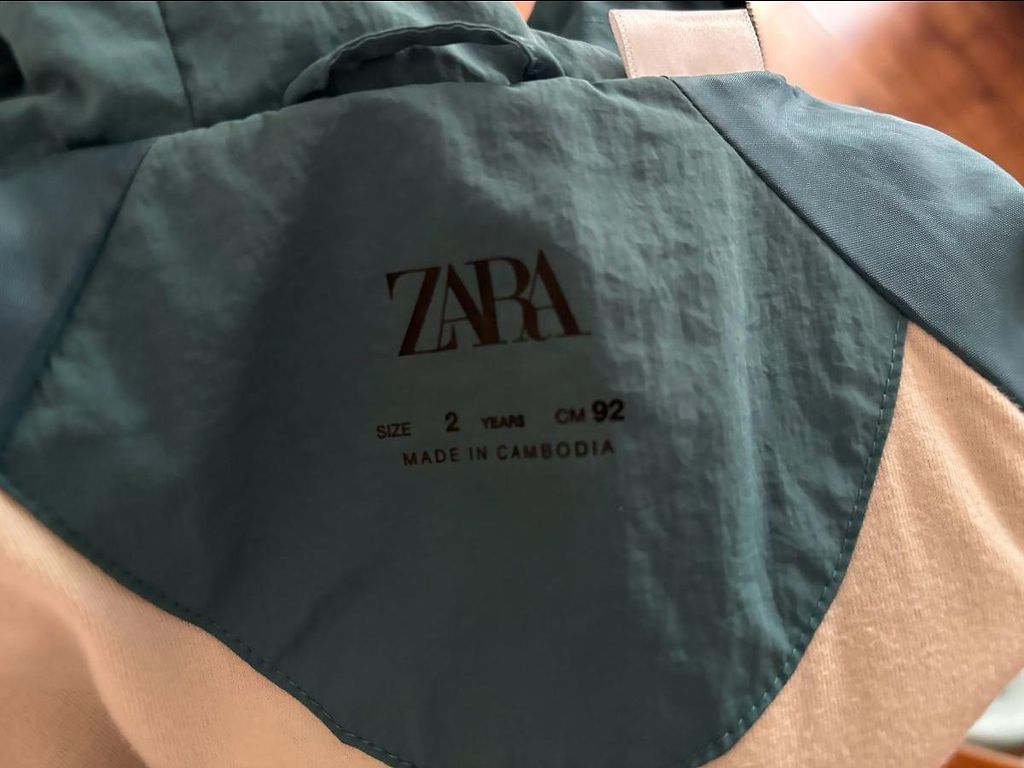 ZARA
SIZE 2 YEARS CM 92
MADE IN CAMBODIA